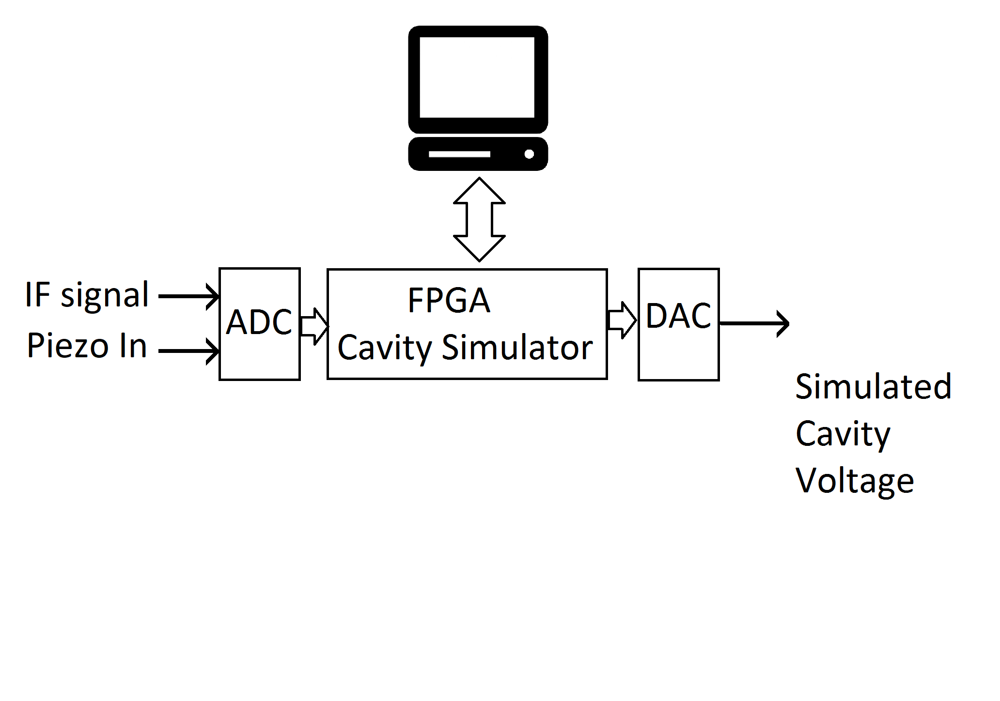 IF signal
Piezo In
ADC
FPGA
Cavity Simulator
DAC
Simulated
Cavity
Voltage